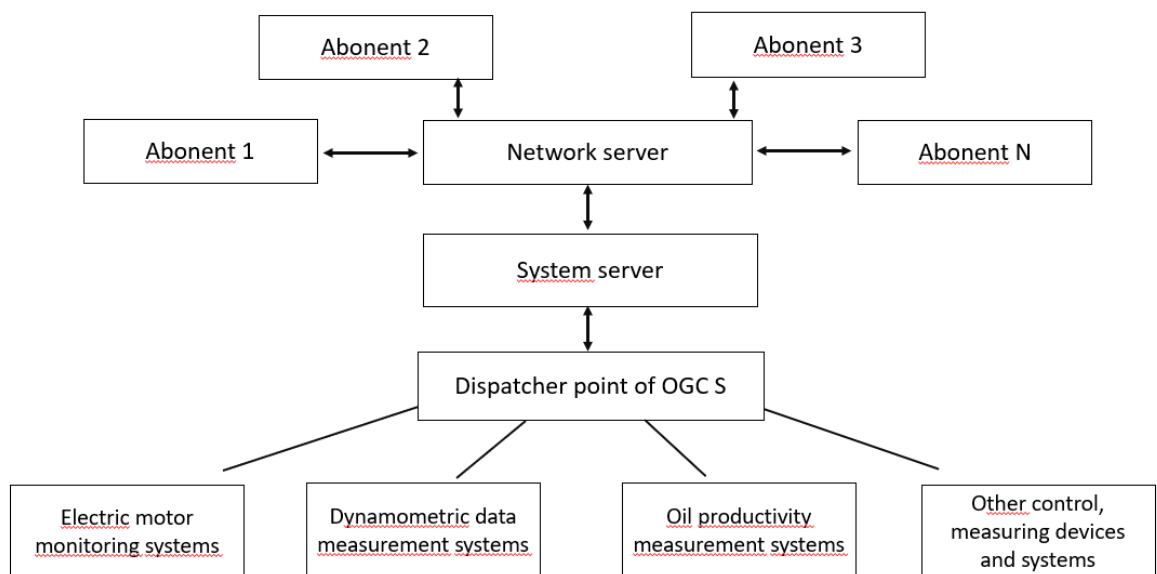 Abonent 2
Abonent 3
Abonent 1
Network server
Abonent N
System server
Dispatcher point of OGC S
Electric motor
monitoring systems
Dynamometric data
measurement systems
Oil productivity
measurement systems
Other control,
measuring devices
and systems